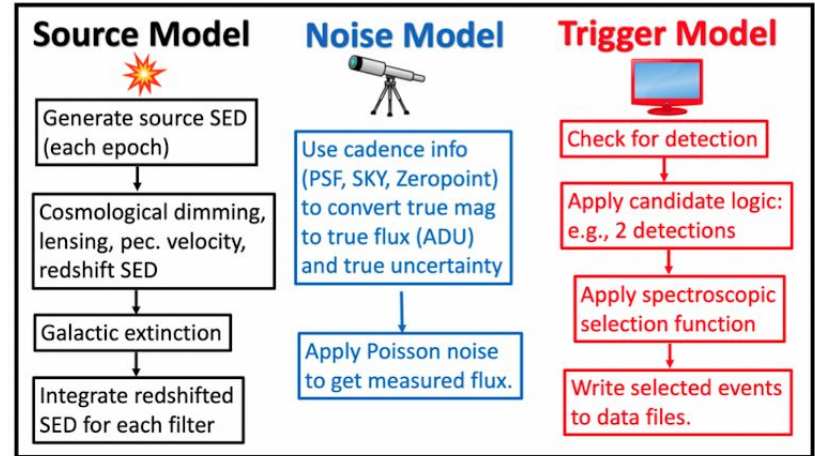 Source Model
Generate source SED
(each epoch)
Cosmological dimming,
lensing, pec. velocity,
redshift SED
Galactic extinction
Integrate redshifted
SED for each filter
Noise Model
Use cadence info
(PSF, SKY, Zeropoint)
to convert true mag
to true flux (ADU)
and true uncertainty
Apply Poisson noise
to get measured flux.
Trigger Model
Check for detection
Apply candidate logic:
e.g., 2 detections
Apply spectroscopic
selection function
Write selected events
to data files.